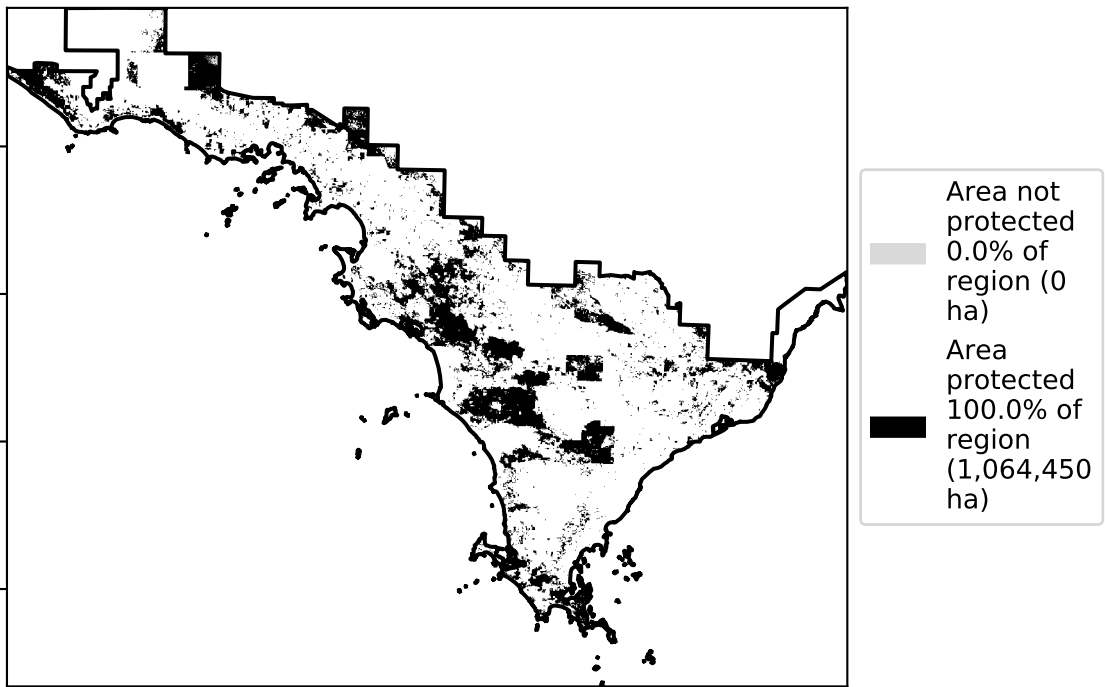 Area not
protected
0.0% of
region (0
ha)
Area
protected
100.0% of
region
(1,064,450
ha)